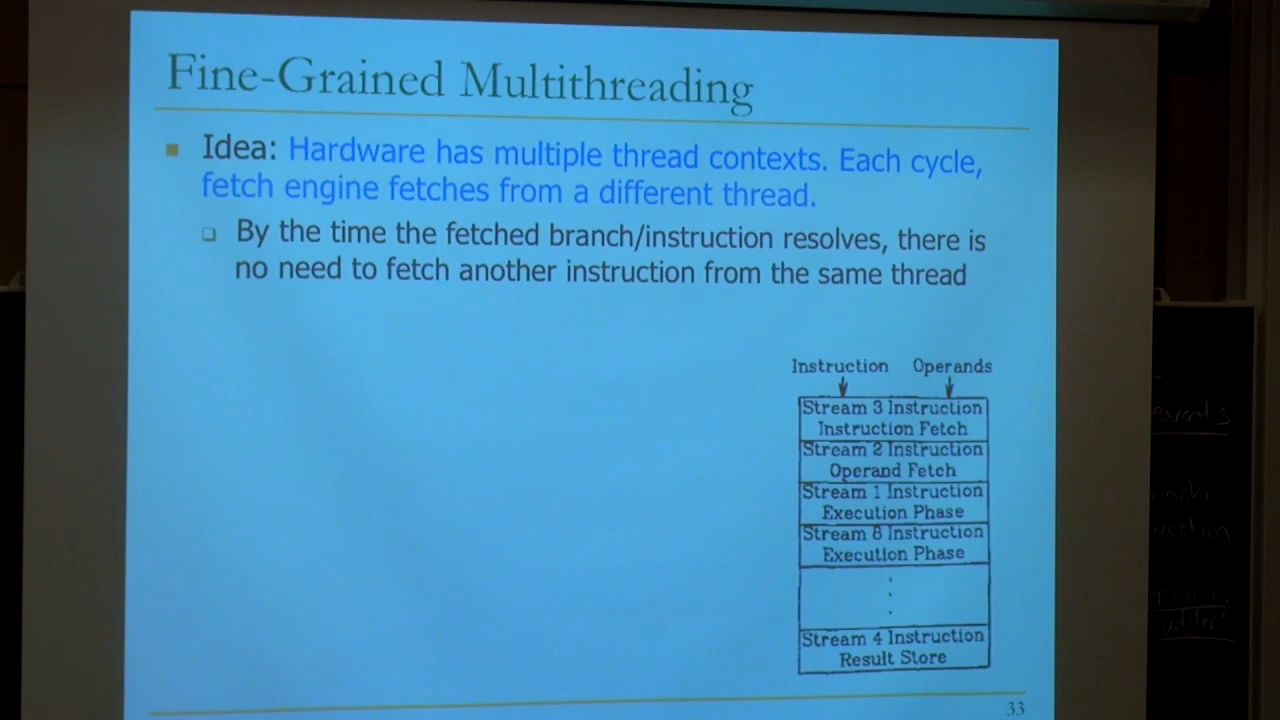 Fine-Grained Multithreading
Idea: Hardware has multiple thread contexts. Each cycle,
fetch engine fetches from a different thread.
By the time the fetched branch/instruction resolves, there is
no need to fetch another instruction from the same thread
Instruction Operands
Stream 3 Instruction
Instruction Fetch
Stream 2 Instruction
Operand Fetch
Stream 1 Instruction
Execution Phase
Stream 8 Instruction
Execution Phase
Stream 4 Instruction
Result Store
33
events